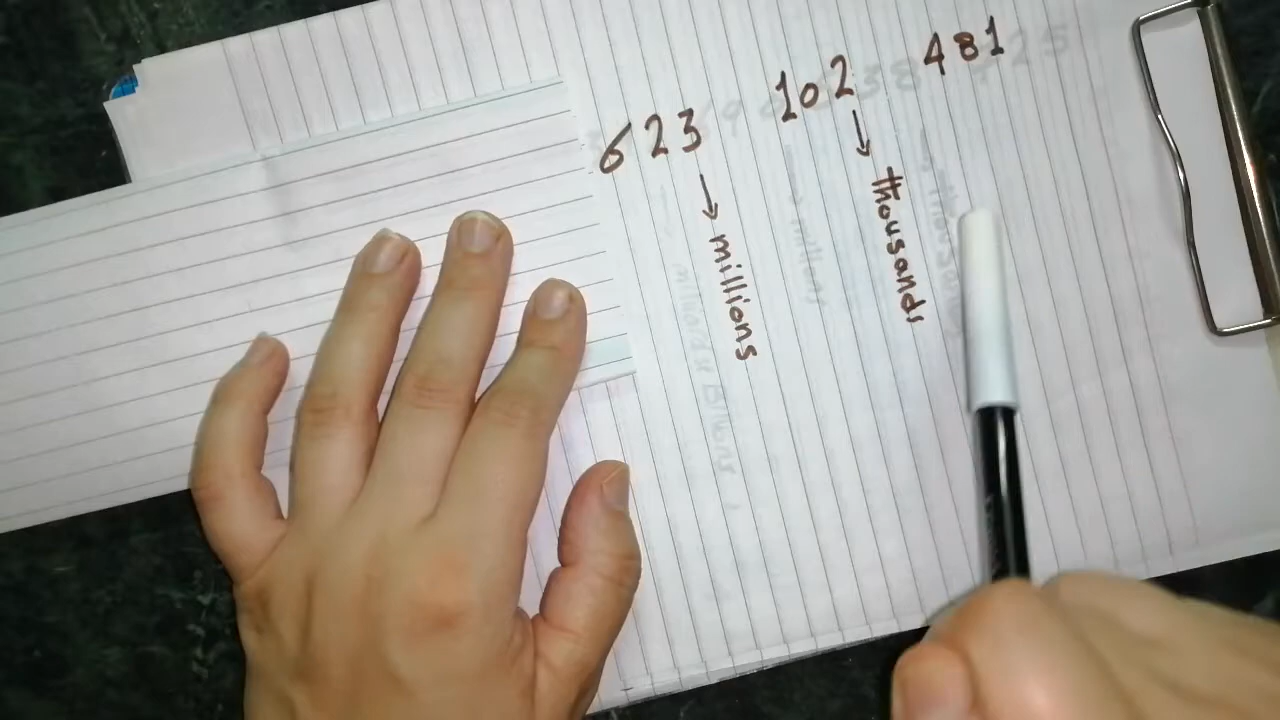 623 102 481
→ millions → thousands